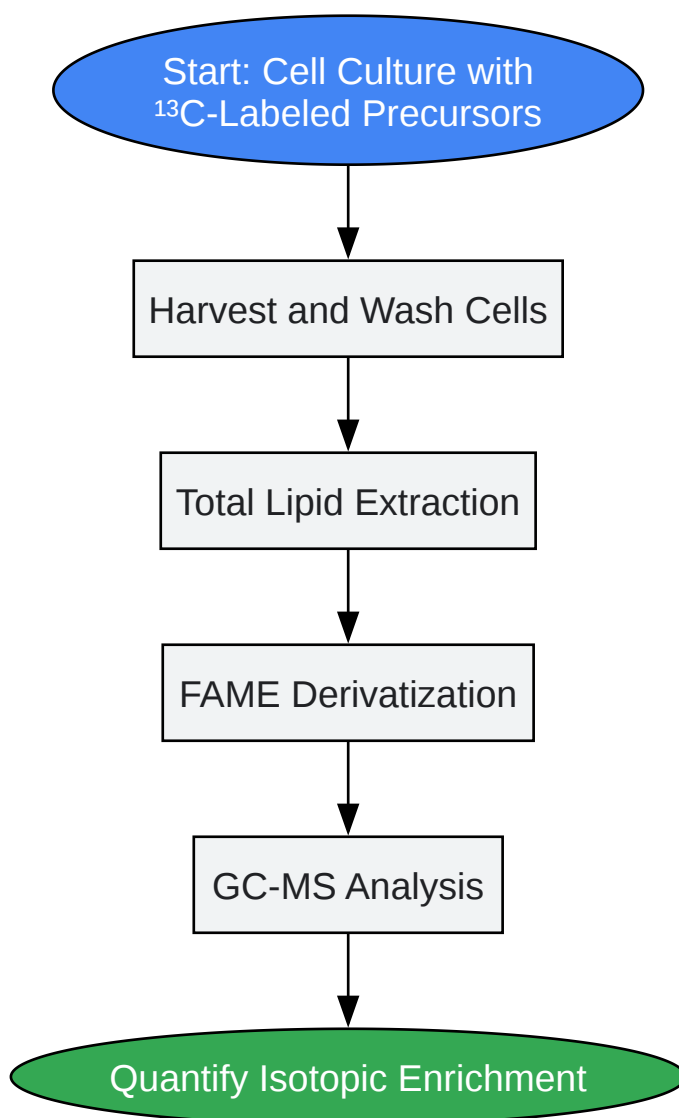 Start: Cell Culture with
¹³C-Labeled Precursors
Harvest and Wash Cells
Total Lipid Extraction
FAME Derivatization
GC-MS Analysis
Quantify Isotopic Enrichment